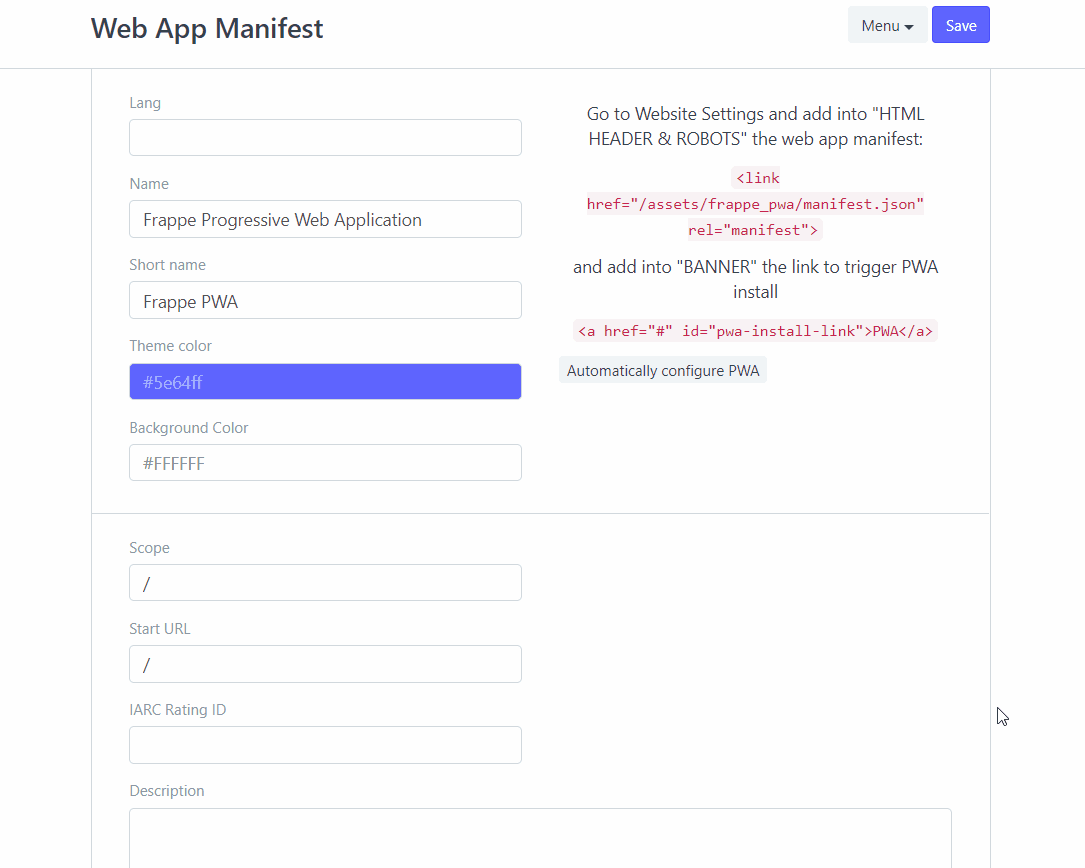 Web App Manifest
Menu
Save
Lang
Name
Frappe Progressive Web Application
Short name
Frappe PWA
Theme color
#5e64ff
Background Color
#FFFFFF
Go to Website Settings and add into "HTML
HEADER & ROBOTS" the web app manifest:
<link
href="/assets/frappe_pwa/manifest.json"
rel="manifest">
and add into "BANNER" the link to trigger PWA
install
<a href="#" id="pwa-install-link">PWA</a>
Automatically configure PWA
Scope
/
Start URL
/
IARC Rating ID
Description